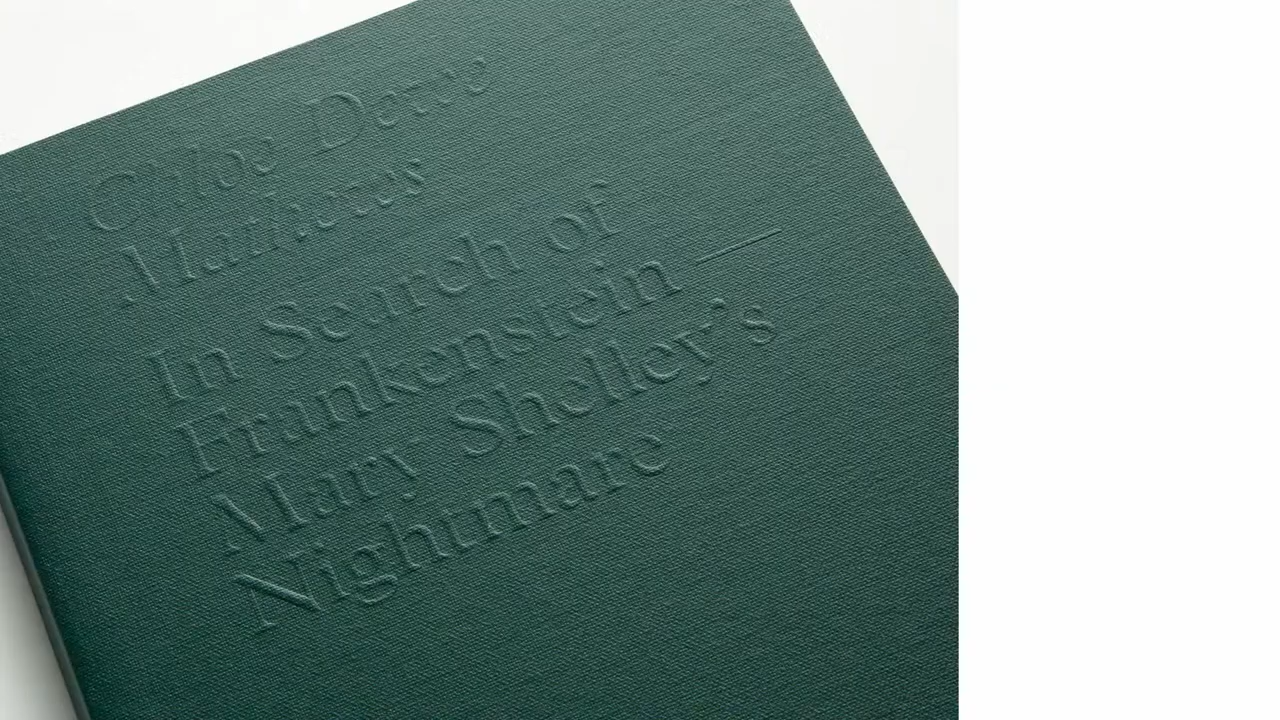 Chloe Dewe
Mathews
In Search of
Frankenstein —
Mary Shelley's
Nightmare